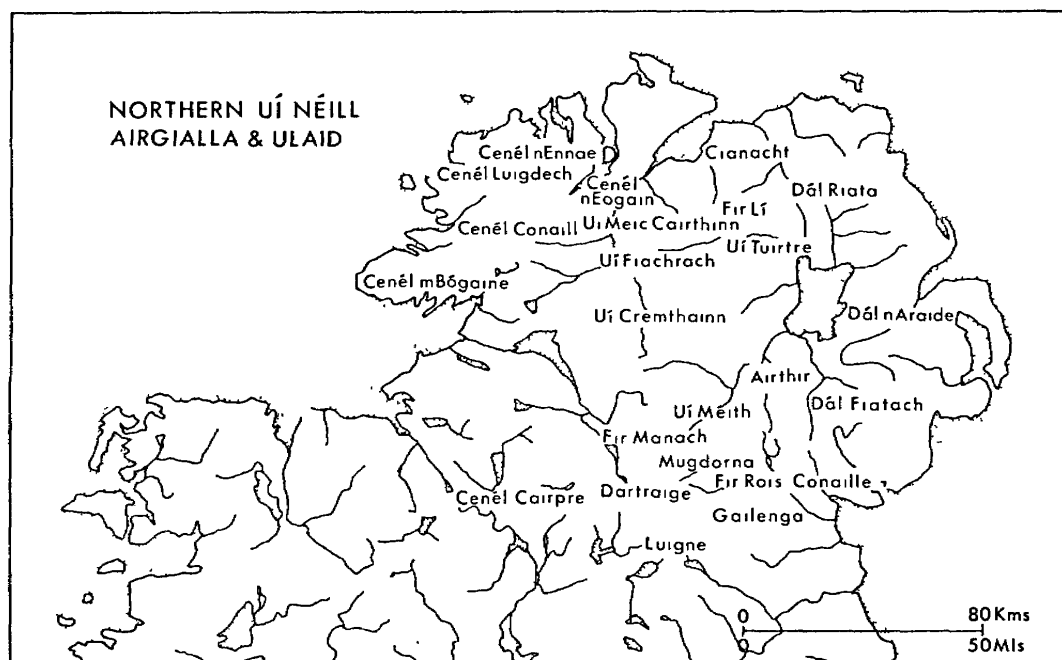 NORTHERN UÍ NÉILL
AIRGIALLA & ULAID
Cenél nEnnae
Cianacht
Cenél Luigdech
Cenél
nEogain
Dál Riata
Fir Lí
Cenél Conaill
Uí Meic Cairthinn
Uí Tuirtre
Uí Fiachrach
Cenél mBógaine
Uí Cremthainn
Dál nAraide
Airthir
Uí Méith
Dál Fiatach
Fir Manach
Mugdorna
Fir Rois
Conaille
Cenél Cairpre
Dartraige
Gailenga
Luigne
0
80Kms
0
50Mls